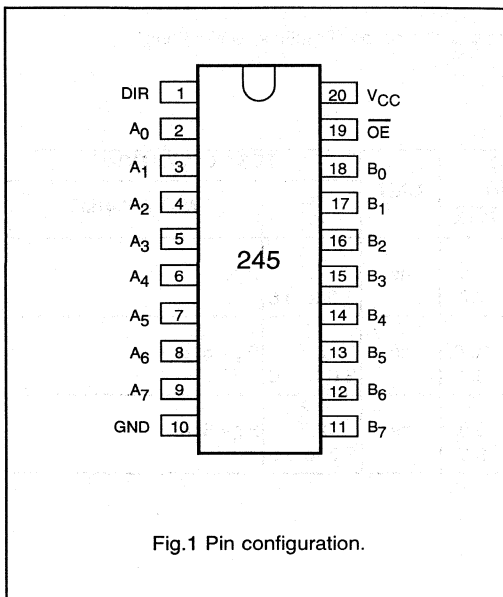 DIR 1 20 VCC
A0 2 19 OE
A1 3 18 B0
A2 4 17 B1
A3 5 16 B2
245
A4 6 15 B3
A5 7 14 B4
A6 8 13 B5
A7 9 12 B6
GND 10 11 B7
Fig.1 Pin configuration.